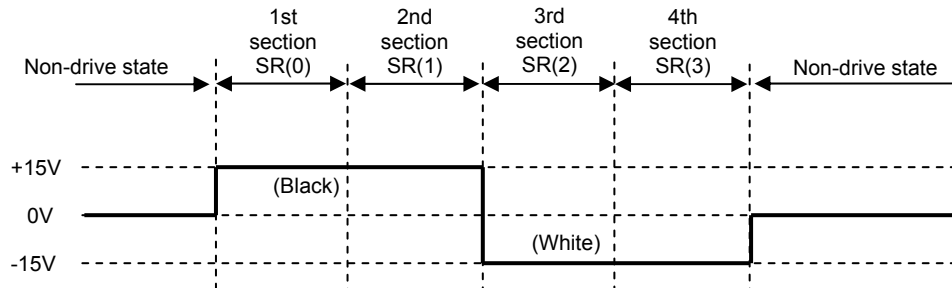 1st section SR(0)
2nd section SR(1)
3rd section SR(2)
4th section SR(3)
Non-drive state
Non-drive state
+15V
(Black)
0V
(White)
-15V